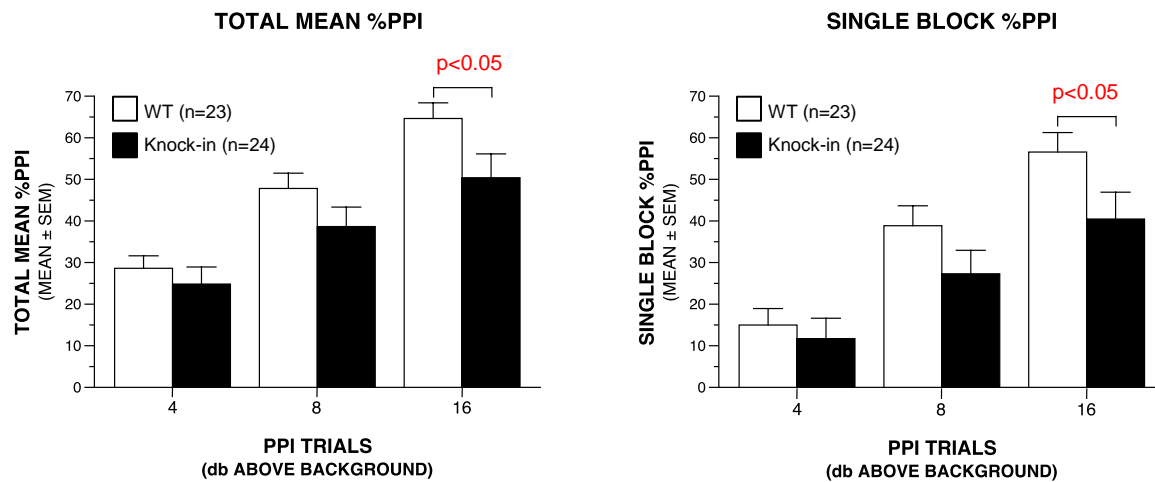 TOTAL MEAN %PPI
p<0.05
WT (n=23)
Knock-in (n=24)
TOTAL MEAN %PPI
(MEAN ± SEM)
70
60
50
40
30
20
10
0
4 8 16
PPI TRIALS
(db ABOVE BACKGROUND)
SINGLE BLOCK %PPI
p<0.05
WT (n=23)
Knock-in (n=24)
SINGLE BLOCK %PPI
(MEAN ± SEM)
70
60
50
40
30
20
10
0
4 8 16
PPI TRIALS
(db ABOVE BACKGROUND)